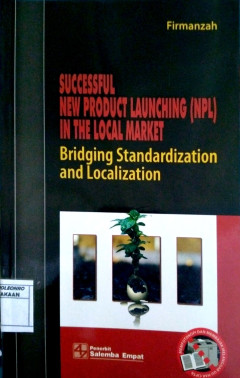 Firmanzah
SUCCESSFUL
NEW PRODUCT LAUNCHING (NPL)
IN THE LOCAL MARKET
Bridging Standardization
and Localization
Penerbit
Salemba Empat